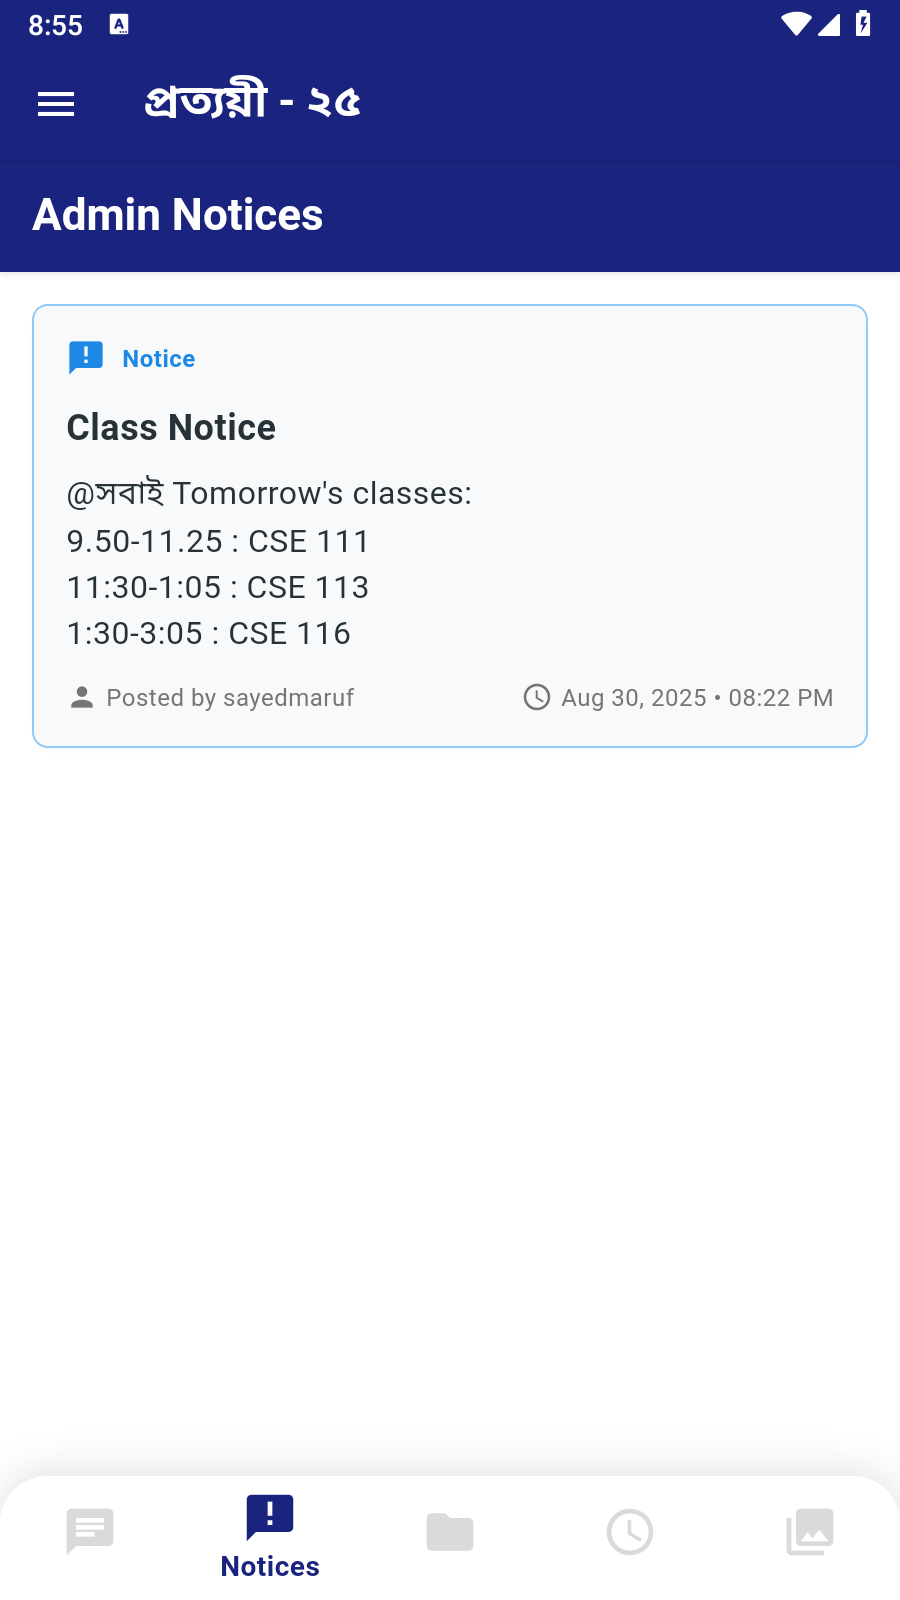 8:55
প্রত্যয়ী - ২৫
Admin Notices
Notice
Class Notice
@সবাই Tomorrow's classes:
9.50-11.25 : CSE 111
11:30-1:05 : CSE 113
1:30-3:05 : CSE 116
Posted by sayedmaruf
Aug 30, 2025 • 08:22 PM
Notices